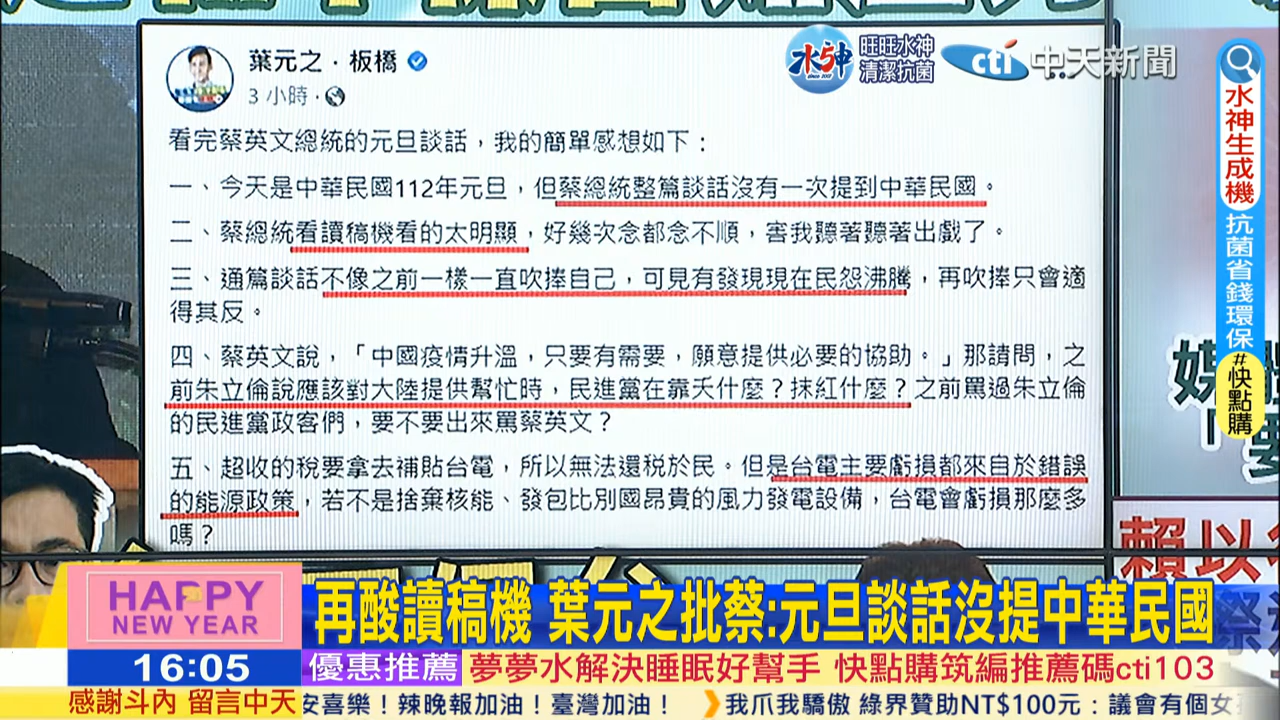 葉元之·板橋
3 小時·
看完蔡英文總統的元旦談話，我的簡單感想如下：
一、今天是中華民國112年元旦，但蔡總統整篇談話沒有一次提到中華民國。
二、蔡總統看讀稿機看的太明顯，好幾次念都念不順，害我聽著聽著出戲了。
三、通篇談話不像之前一樣一直吹捧自己，可見有發現現在民怨沸騰，再吹捧只會適
得其反。
四、蔡英文說，「中國疫情升溫，只要有需要，願意提供必要的協助。」那請問，之
前朱立倫說應該對大陸提供幫忙時，民進黨在靠夭什麼？抹紅什麼？之前罵過朱立倫
的民進黨政客們，要不要出來罵蔡英文？
五、超收的稅要拿去補貼台電，所以無法還稅於民。但是台電主要虧損都來自於錯誤
的能源政策，若不是捨棄核能、發包比別國昂貴的風力發電設備，台電會虧損那麼多
嗎？
水神
since 2017
旺旺水神
清潔抗菌
cti 中天新聞
水神生成機
抗菌省錢環保
#快點購
賴以
HAPPY
NEW YEAR
16:05
再酸讀稿機 葉元之批蔡:元旦談話沒提中華民國
優惠推薦 夢夢水解決睡眠好幫手 快點購筑編推薦碼cti103
感謝斗內 留言中天
安喜樂！辣晚報加油！臺灣加油！ 》我爪我驕傲 綠界贊助NT$100元：議會有個女